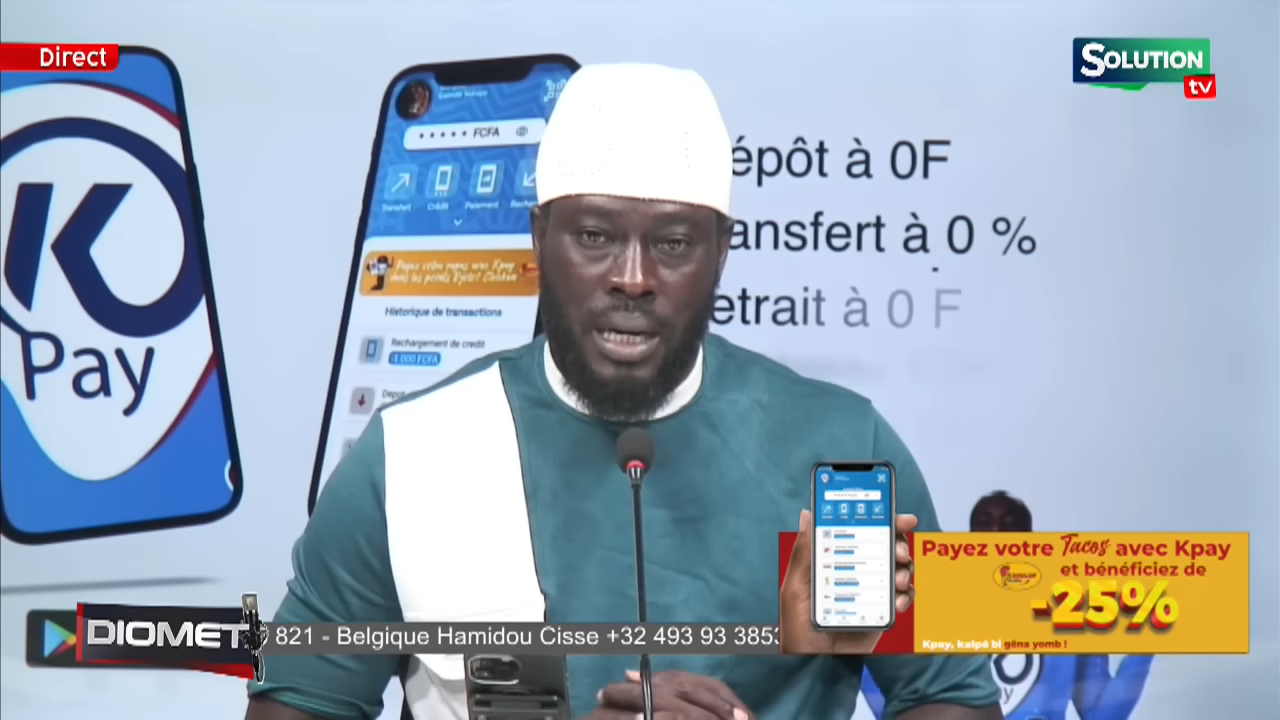 Direct
SOLUTION
tv
K
Pay
FCFA
Transfert
Crédit
Paiement
Historique de transactions
Rechargement de credit
-1.000 FCFA
épôt à 0F
ansfert à 0 %
etrait à 0 F
Payez votre Tacos avec Kpay
et bénéficiez de
-25%
Kpay, kalpé bi gëna yomb !
DIOMET
821 - Belgique Hamidou Cisse +32 493 93 3853
ay